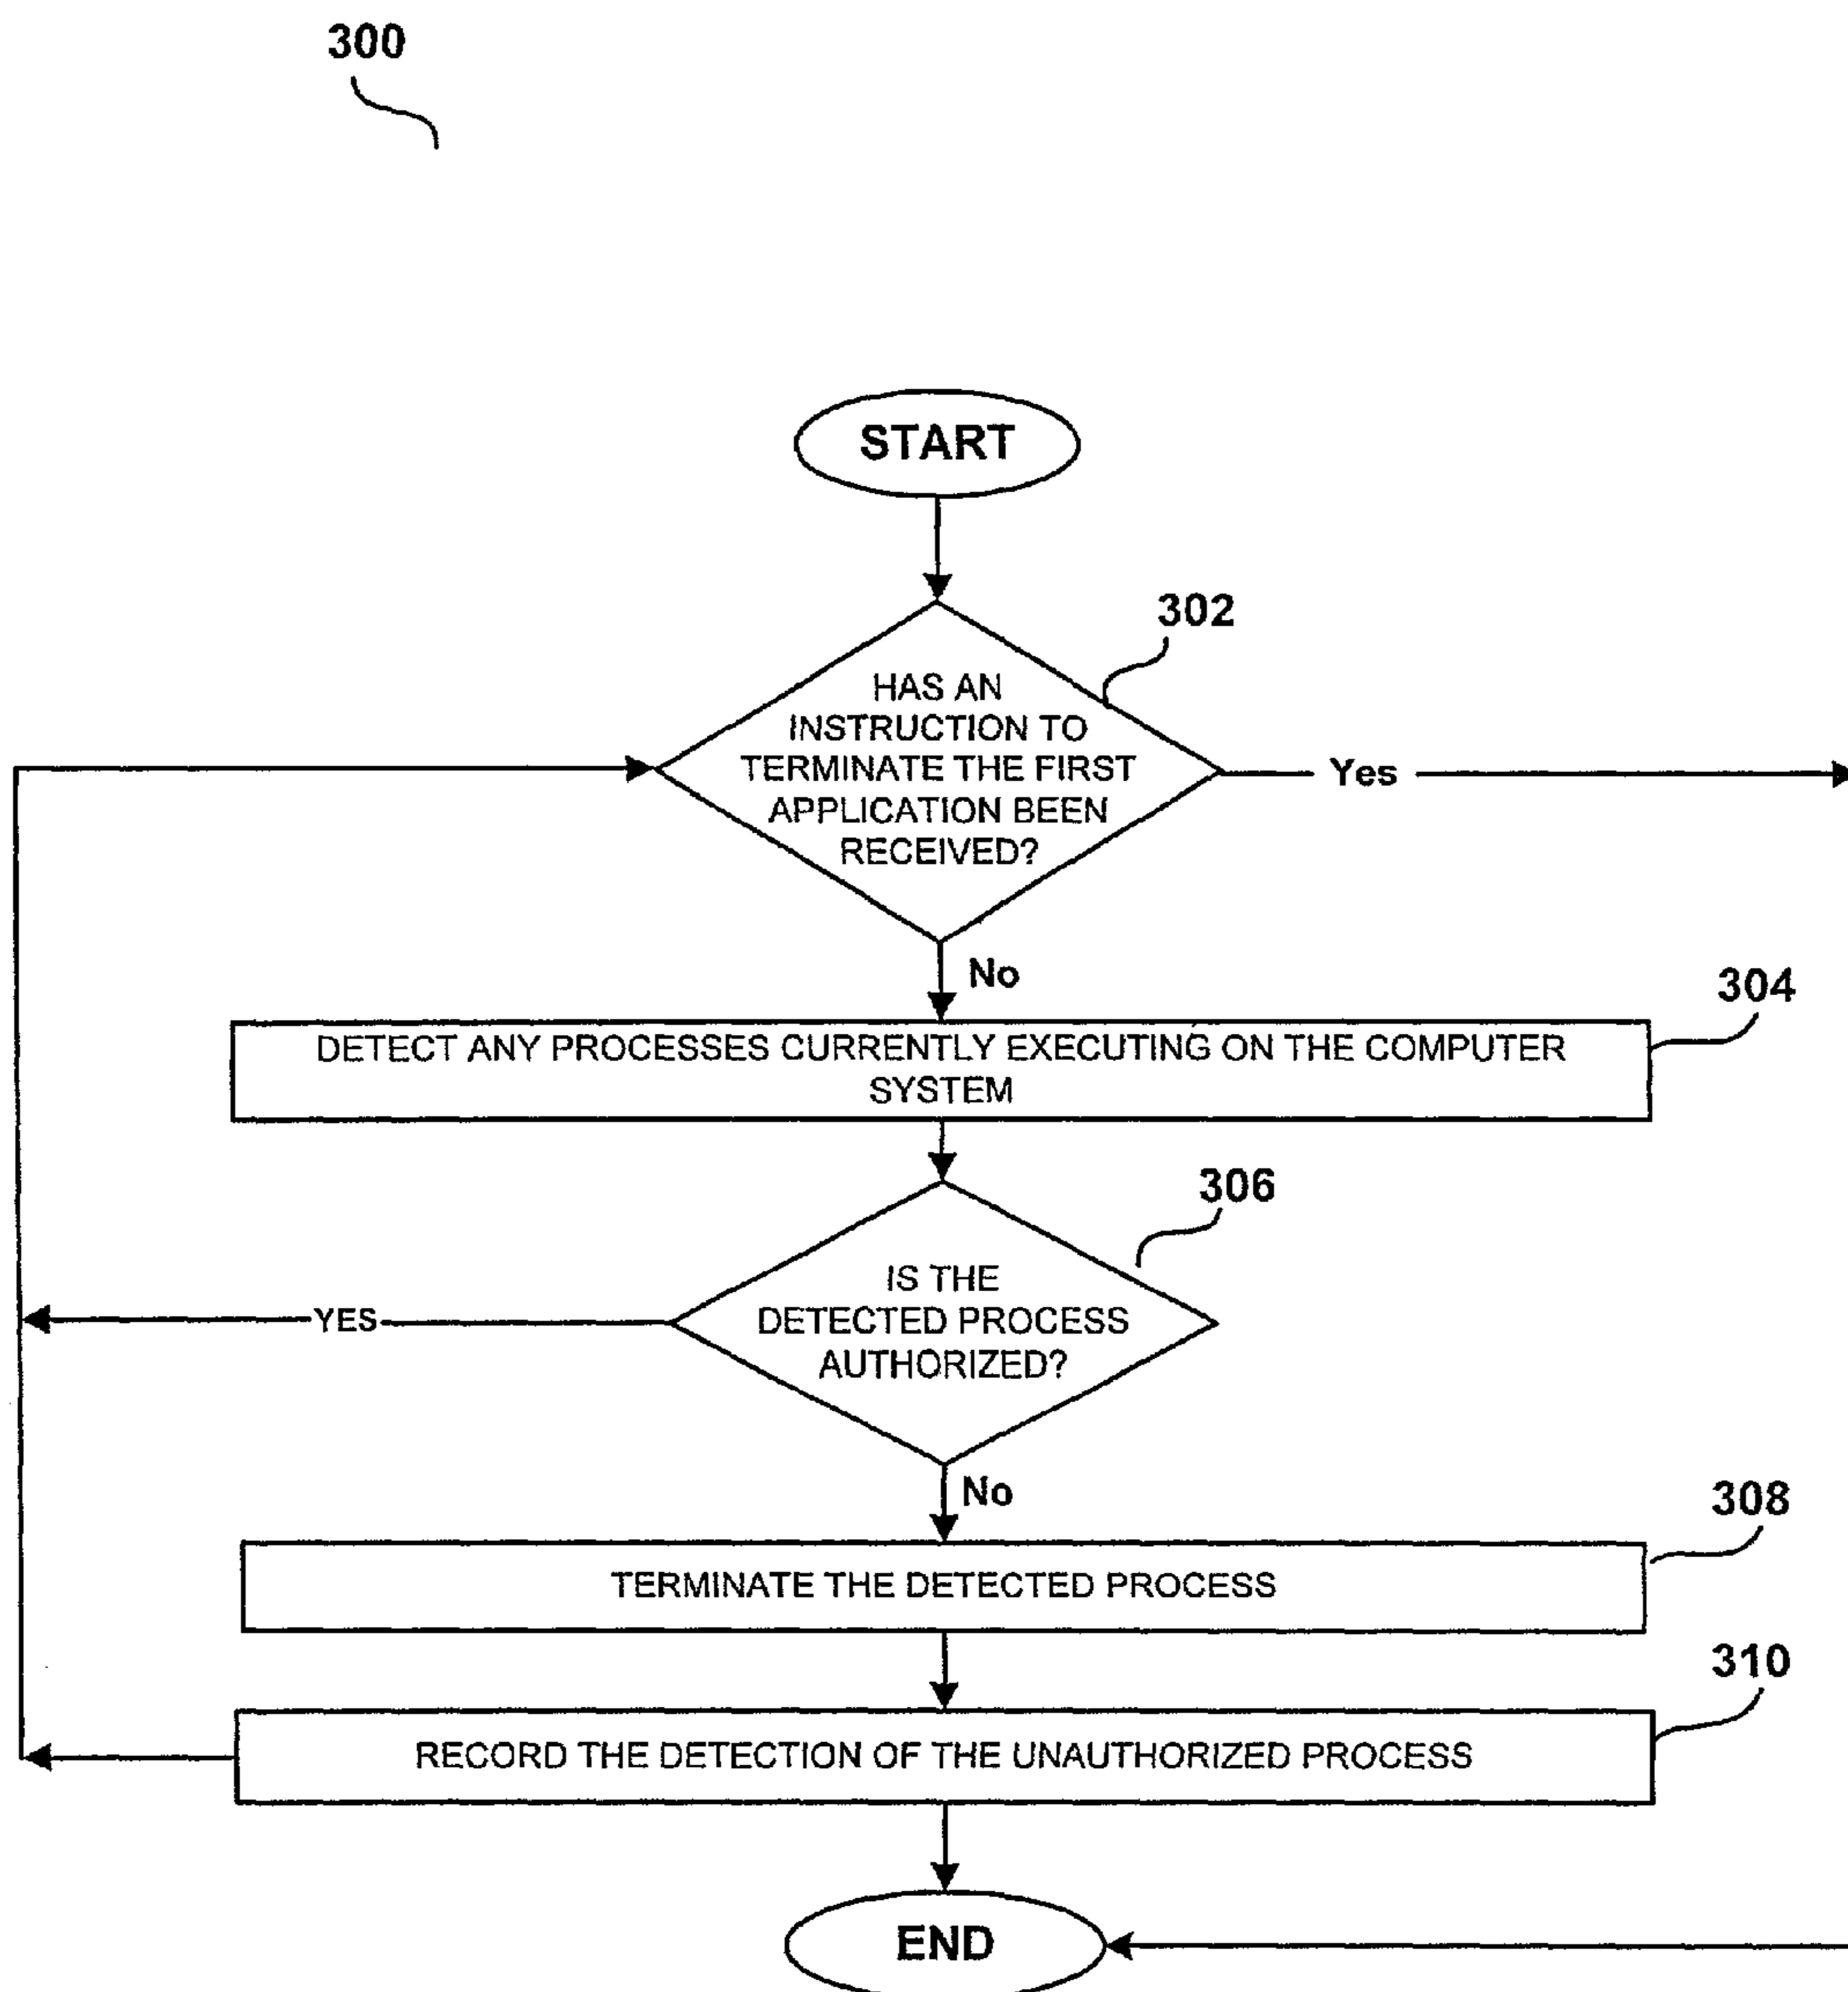 300
START
302
HAS AN
INSTRUCTION TO
TERMINATE THE FIRST
APPLICATION BEEN
RECEIVED?
Yes
No
304
DETECT ANY PROCESSES CURRENTLY EXECUTING ON THE COMPUTER
SYSTEM
306
IS THE
DETECTED PROCESS
AUTHORIZED?
YES
No
308
TERMINATE THE DETECTED PROCESS
310
RECORD THE DETECTION OF THE UNAUTHORIZED PROCESS
END